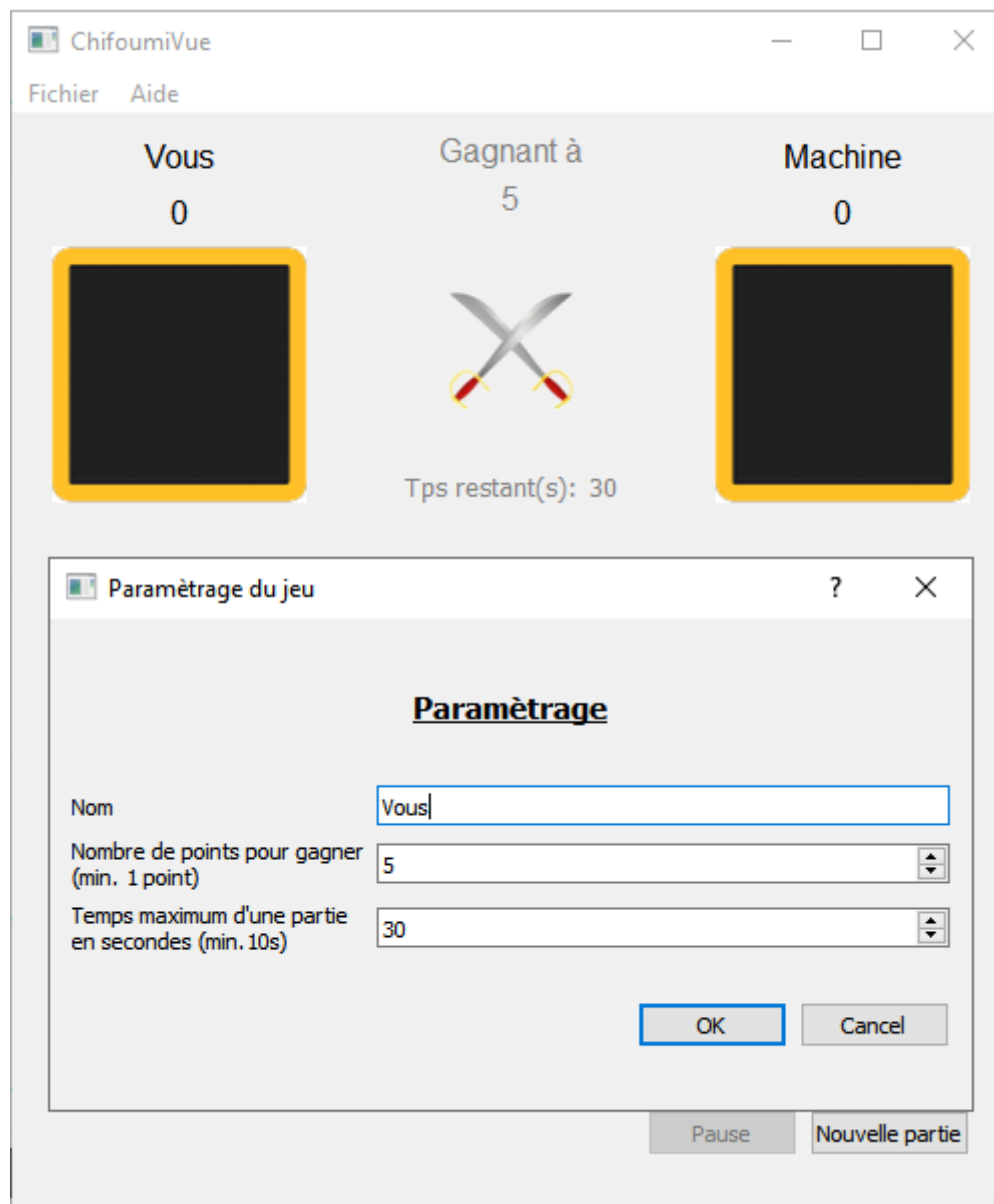 ChifoumiVue
Fichier Aide
Vous Gagnant à Machine
0 5 0
Tps restant(s): 30
Paramètrage du jeu ?
Paramètrage
Nom Vous
Nombre de points pour gagner
(min. 1 point) 5
Temps maximum d'une partie
en secondes (min. 10s) 30
OK Cancel
Pause Nouvelle partie